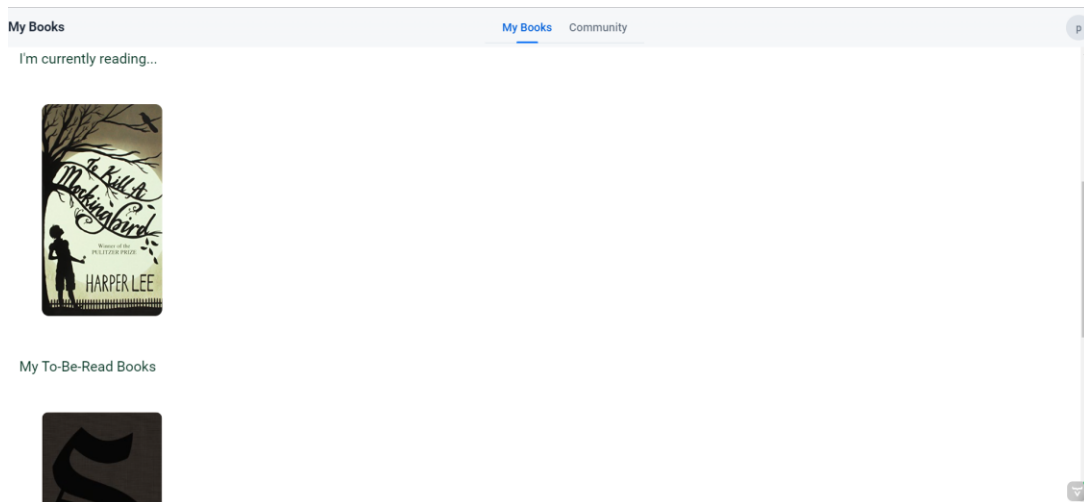 My Books
My Books Community
p
I'm currently reading...
To Kill A
Mockingbird
Winner of the
PULITZER PRIZE
HARPER LEE
My To-Be-Read Books
S